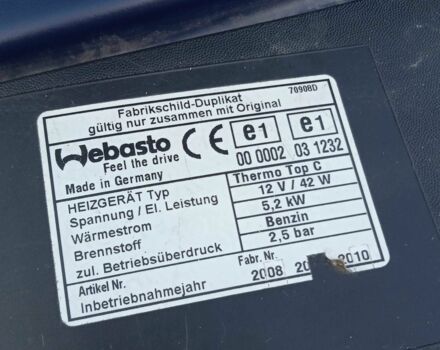 70908D
Fabrikschild-Duplikat
gültig nur zusammen mit Original
Webasto
Feel the drive
Made in Germany
CE
e1 e1
00 0002 03 1232
HEIZGERÄT Typ Thermo Top C
Spannung / El. Leistung 12 V / 42 W
Wärmestrom 5,2 kW
Brennstoff Benzin
zul. Betriebsüberdruck 2,5 bar
Artikel Nr. Fabr. Nr.
Inbetriebnahmejahr 2008 2010